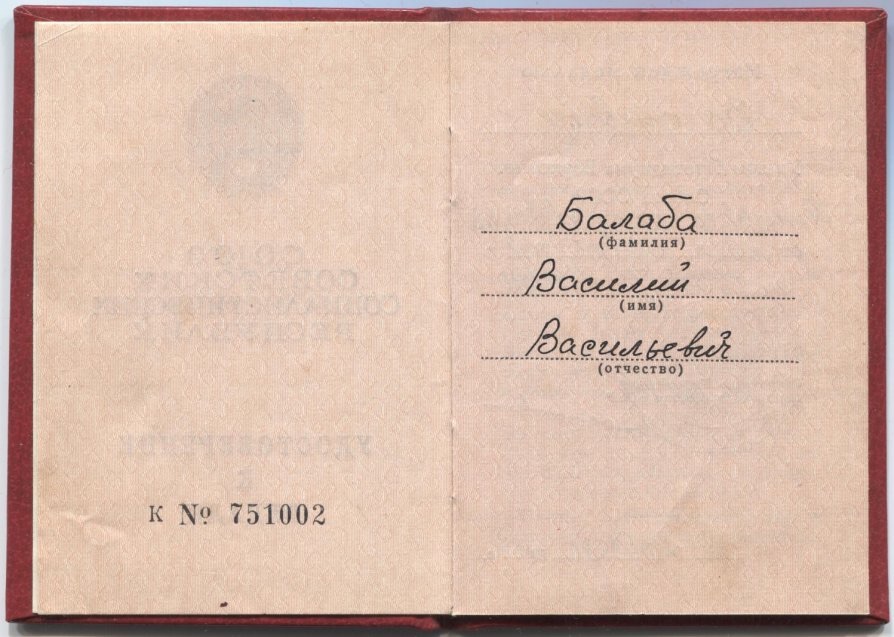 К № 751002
Балаба
(фамилия)
Василий
(имя)
Васильевич
(отчество)